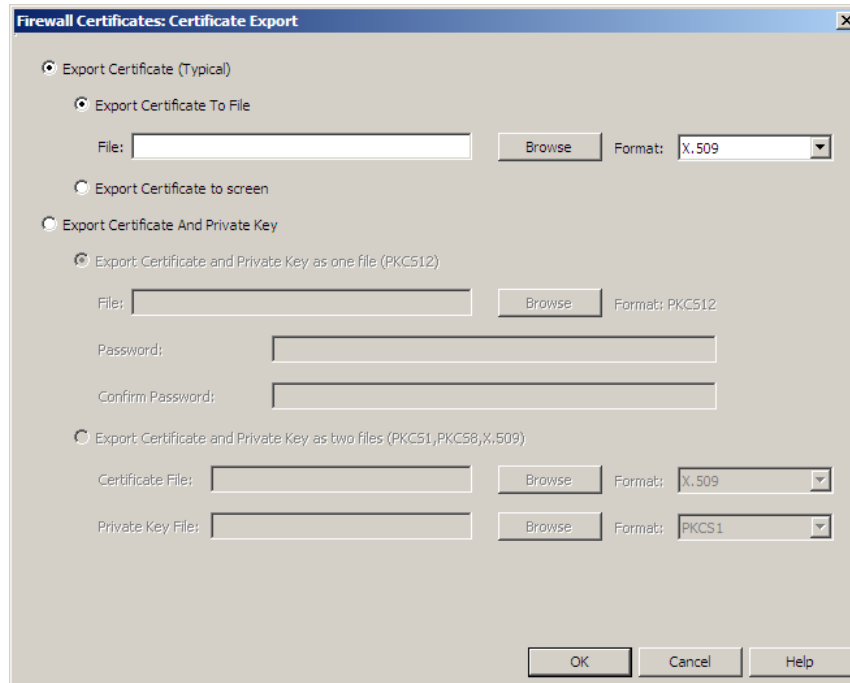 Firewall Certificates: Certificate Export
Export Certificate (Typical)
Export Certificate To File
File: Browse Format: X.509
Export Certificate to screen
Export Certificate And Private Key
Export Certificate and Private Key as one file (PKCS12)
File: Browse Format: PKCS12
Password:
Confirm Password:
Export Certificate and Private Key as two files (PKCS1,PKCS8,X.509)
Certificate File: Browse Format: X.509
Private Key File: Browse Format: PKCS1
OK Cancel Help